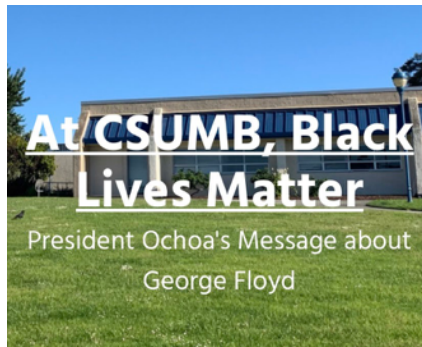 At CSUMB, Black
Lives Matter
President Ochoa's Message about
George Floyd